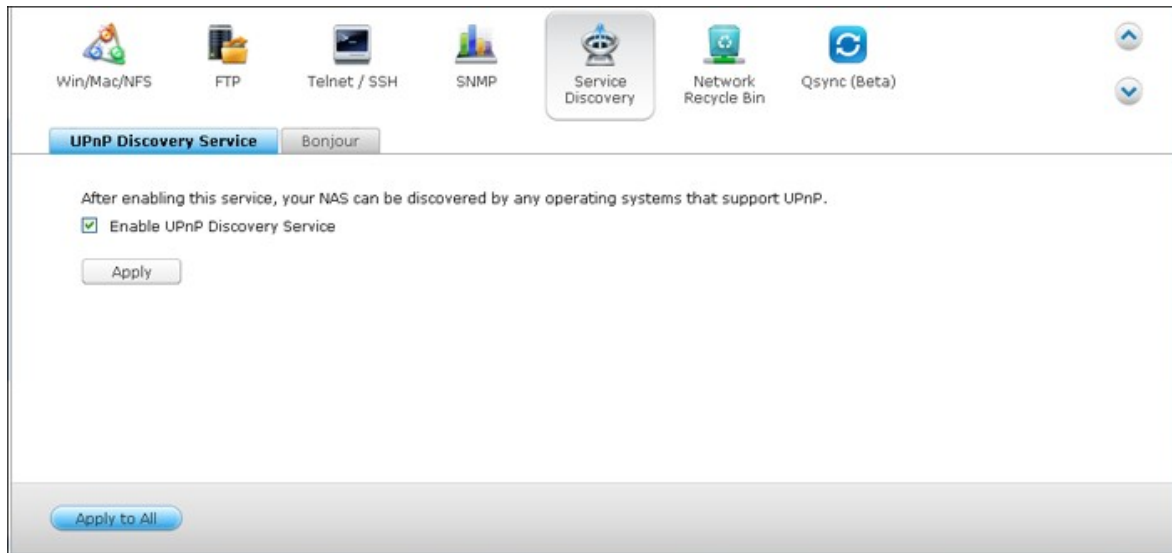 Win/Mac/NFS
FTP
Telnet / SSH
SNMP
Service
Discovery
Network
Recycle Bin
Qsync (Beta)
UPnP Discovery Service
Bonjour
After enabling this service, your NAS can be discovered by any operating systems that support UPnP.
Enable UPnP Discovery Service
Apply
Apply to All